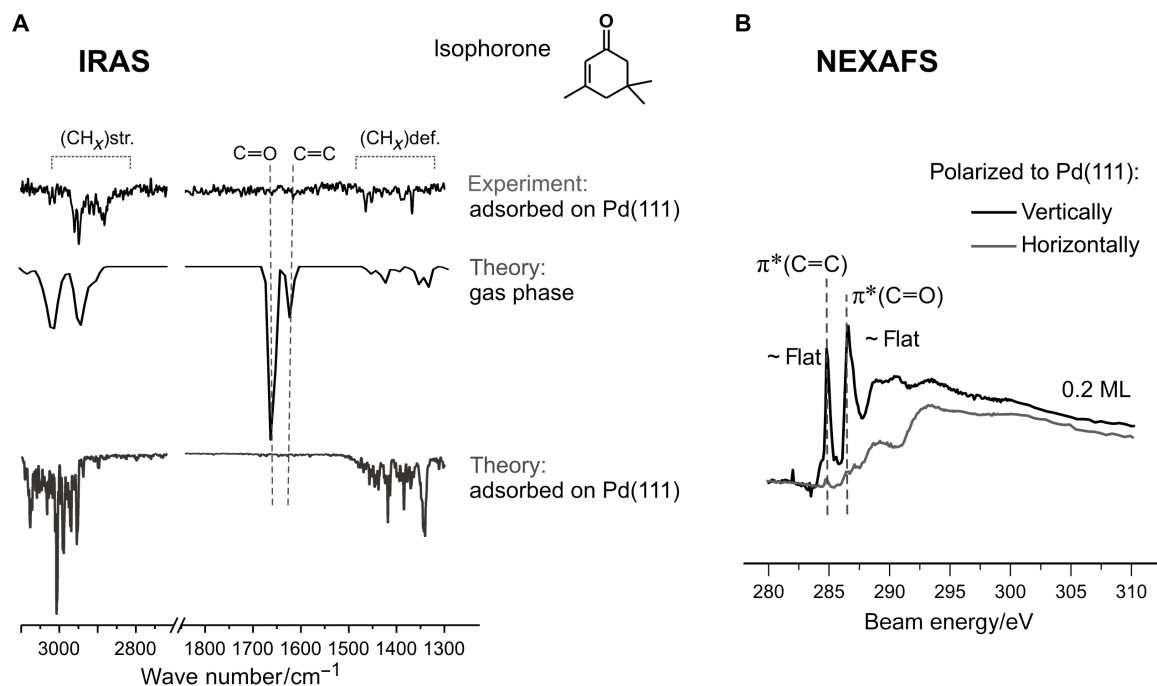 A
IRAS
Isophorone
O
(CHx)str.
C=O
C=C
(CHx)def.
Experiment:
adsorbed on Pd(111)
Theory:
gas phase
Theory:
adsorbed on Pd(111)
3000 2800 1800 1700 1600 1500 1400 1300
Wave number/cm⁻¹
B
NEXAFS
Polarized to Pd(111):
Vertically
Horizontally
π*(C=C)
π*(C=O)
~ Flat
~ Flat
0.2 ML
280 285 290 295 300 305 310
Beam energy/eV